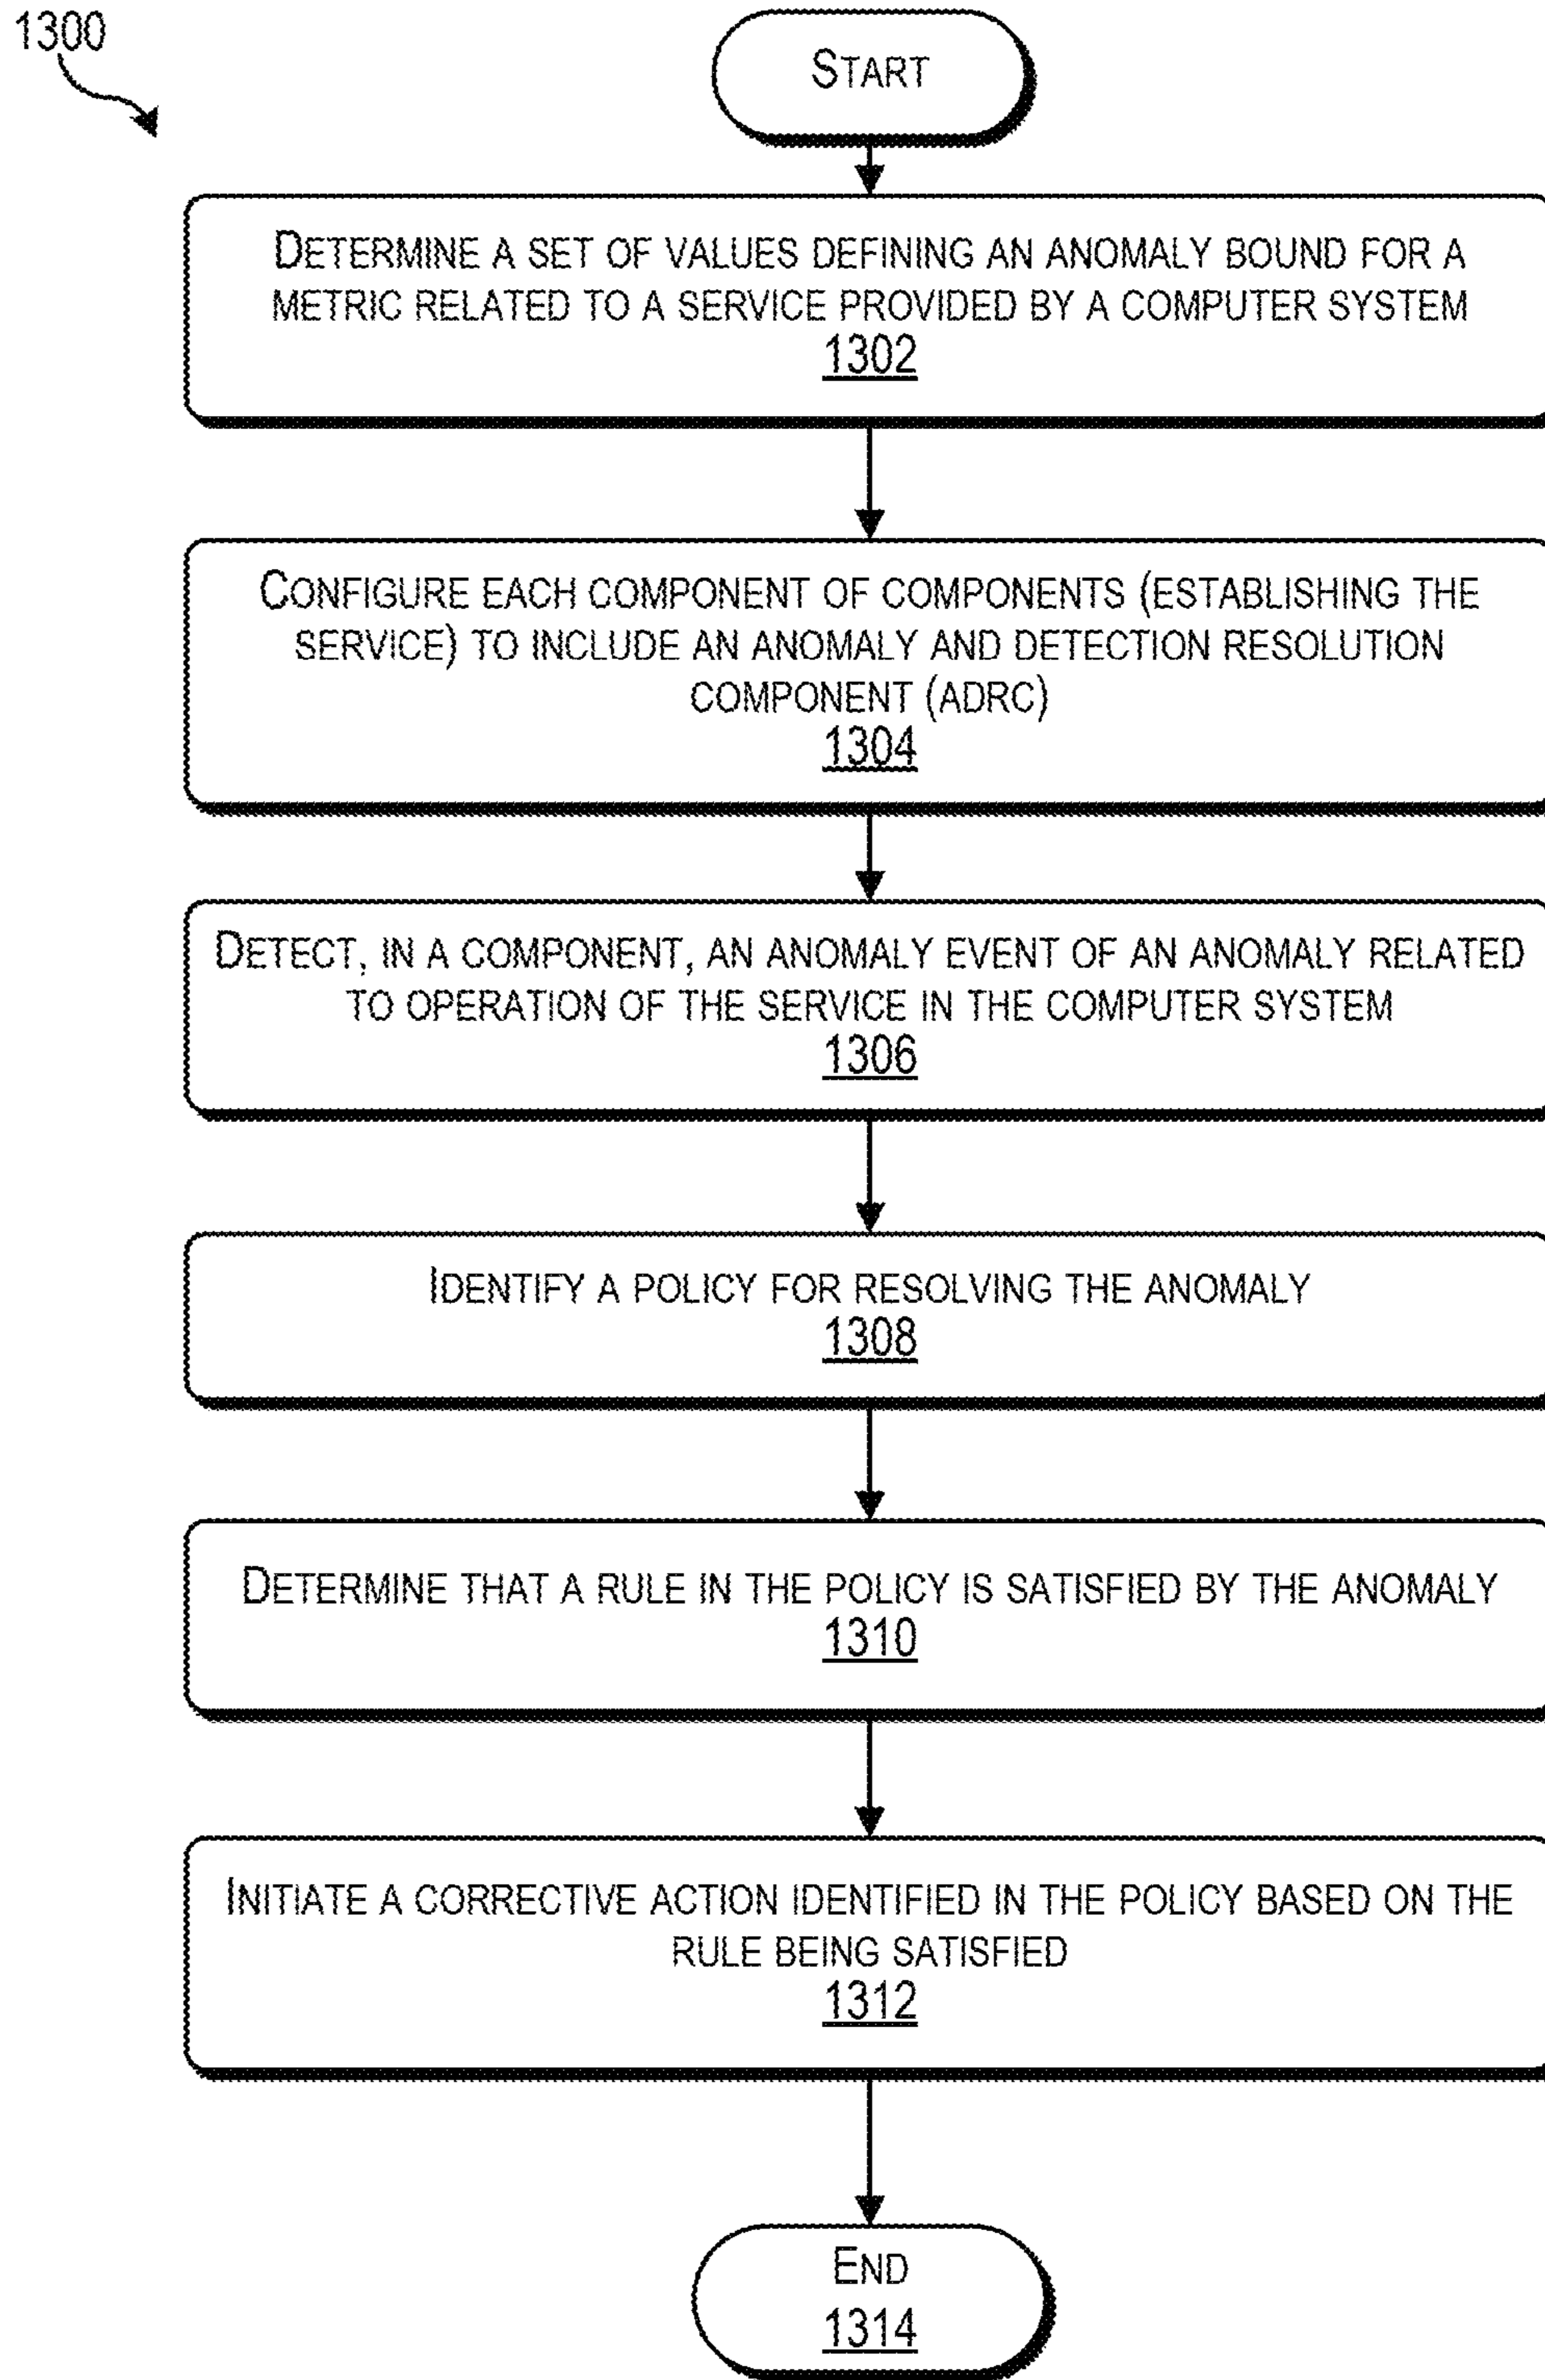 1300
START
DETERMINE A SET OF VALUES DEFINING AN ANOMALY BOUND FOR A
METRIC RELATED TO A SERVICE PROVIDED BY A COMPUTER SYSTEM
1302
CONFIGURE EACH COMPONENT OF COMPONENTS (ESTABLISHING THE
SERVICE) TO INCLUDE AN ANOMALY AND DETECTION RESOLUTION
COMPONENT (ADRC)
1304
DETECT, IN A COMPONENT, AN ANOMALY EVENT OF AN ANOMALY RELATED
TO OPERATION OF THE SERVICE IN THE COMPUTER SYSTEM
1306
IDENTIFY A POLICY FOR RESOLVING THE ANOMALY
1308
DETERMINE THAT A RULE IN THE POLICY IS SATISFIED BY THE ANOMALY
1310
INITIATE A CORRECTIVE ACTION IDENTIFIED IN THE POLICY BASED ON THE
RULE BEING SATISFIED
1312
END
1314